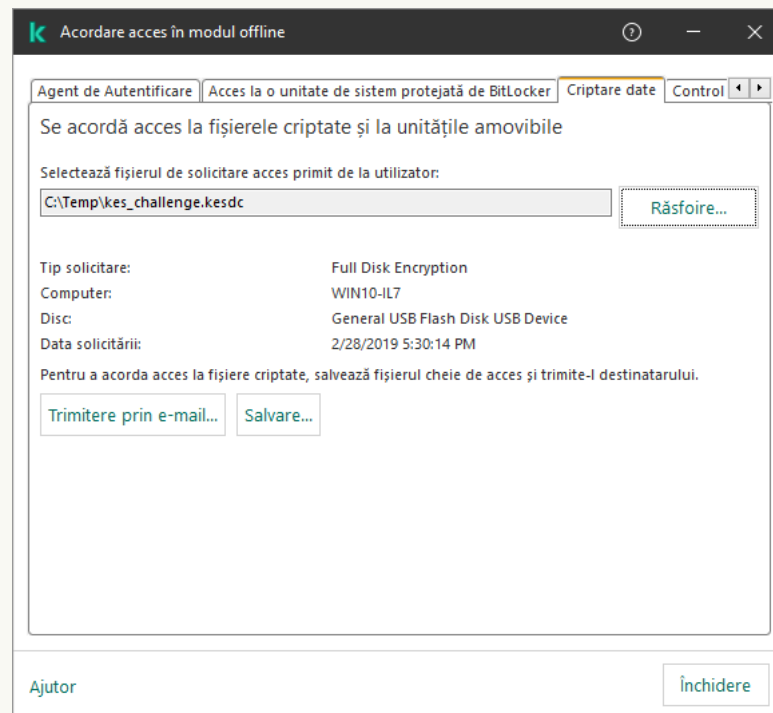 Acordare acces în modul offline
Agent de Autentificare Acces la o unitate de sistem protejată de BitLocker Criptare date Control
Se acordă acces la fișierele criptate și la unitățile amovibile
Selectează fișierul de solicitare acces primit de la utilizator:
C:\Temp\kes_challenge.kesdc Răsfoire...
Tip solicitare: Full Disk Encryption
Computer: WIN10-IL7
Disc: General USB Flash Disk USB Device
Data solicitării: 2/28/2019 5:30:14 PM
Pentru a acorda acces la fișiere criptate, salvează fișierul cheie de acces și trimite-l destinatarului.
Trimitere prin e-mail... Salvare...
Ajutor Închidere